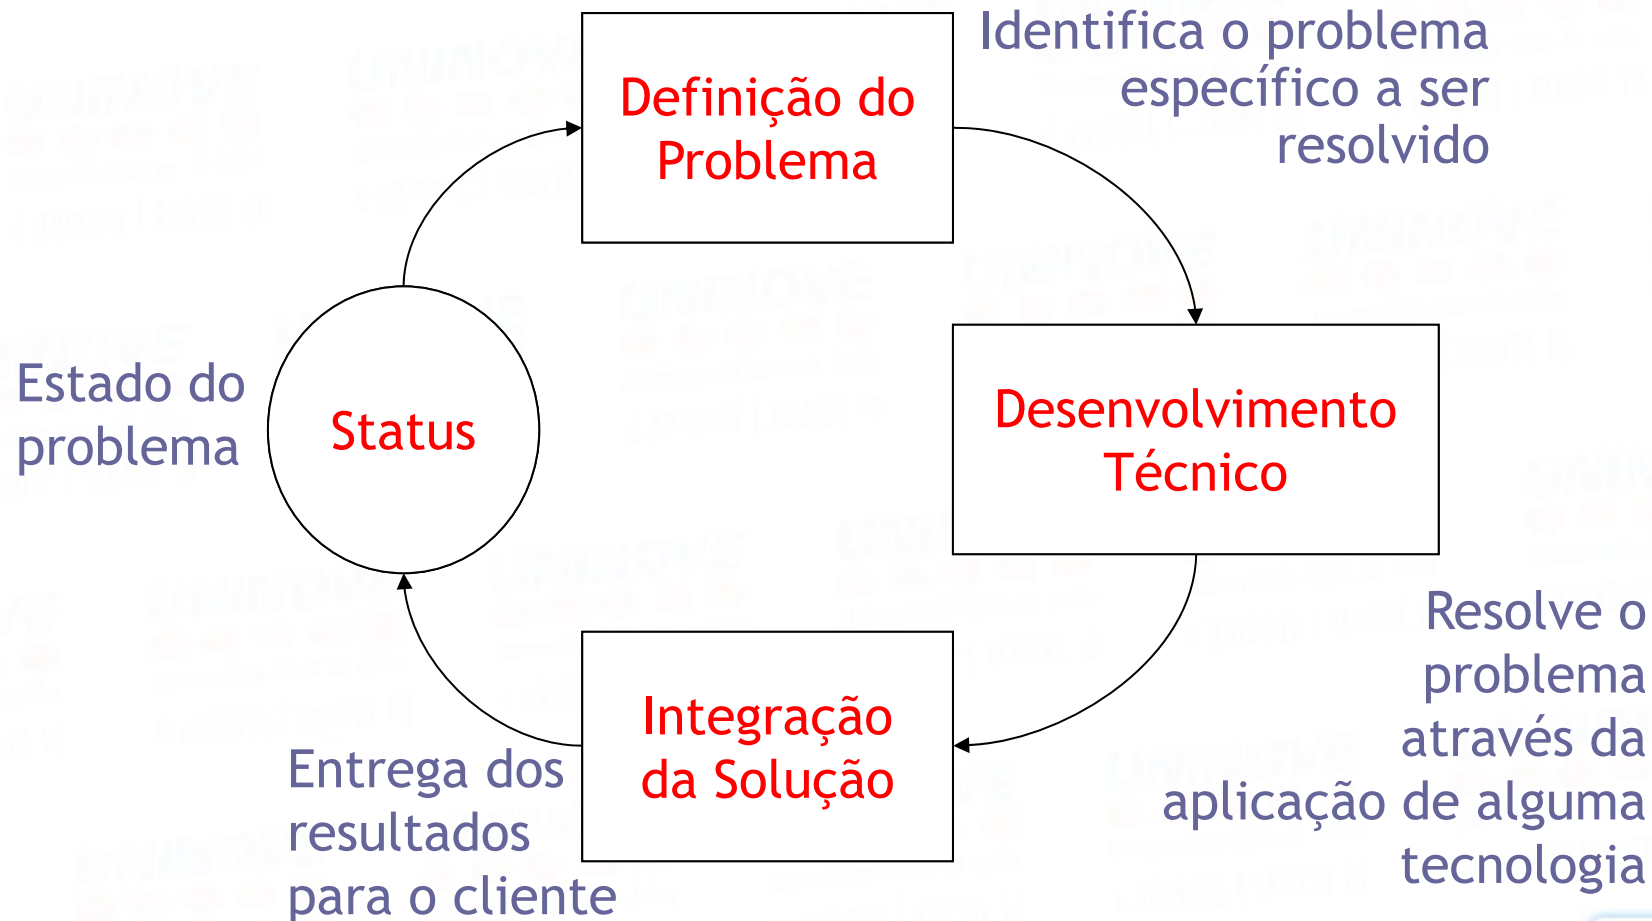 Definição do
Problema
Identifica o problema
específico a ser
resolvido
Estado do
problema
Status
Desenvolvimento
Técnico
Integração
da Solução
Entrega dos
resultados
para o cliente
Resolve o
problema
através da
aplicação de alguma
tecnologia
UNINOVE